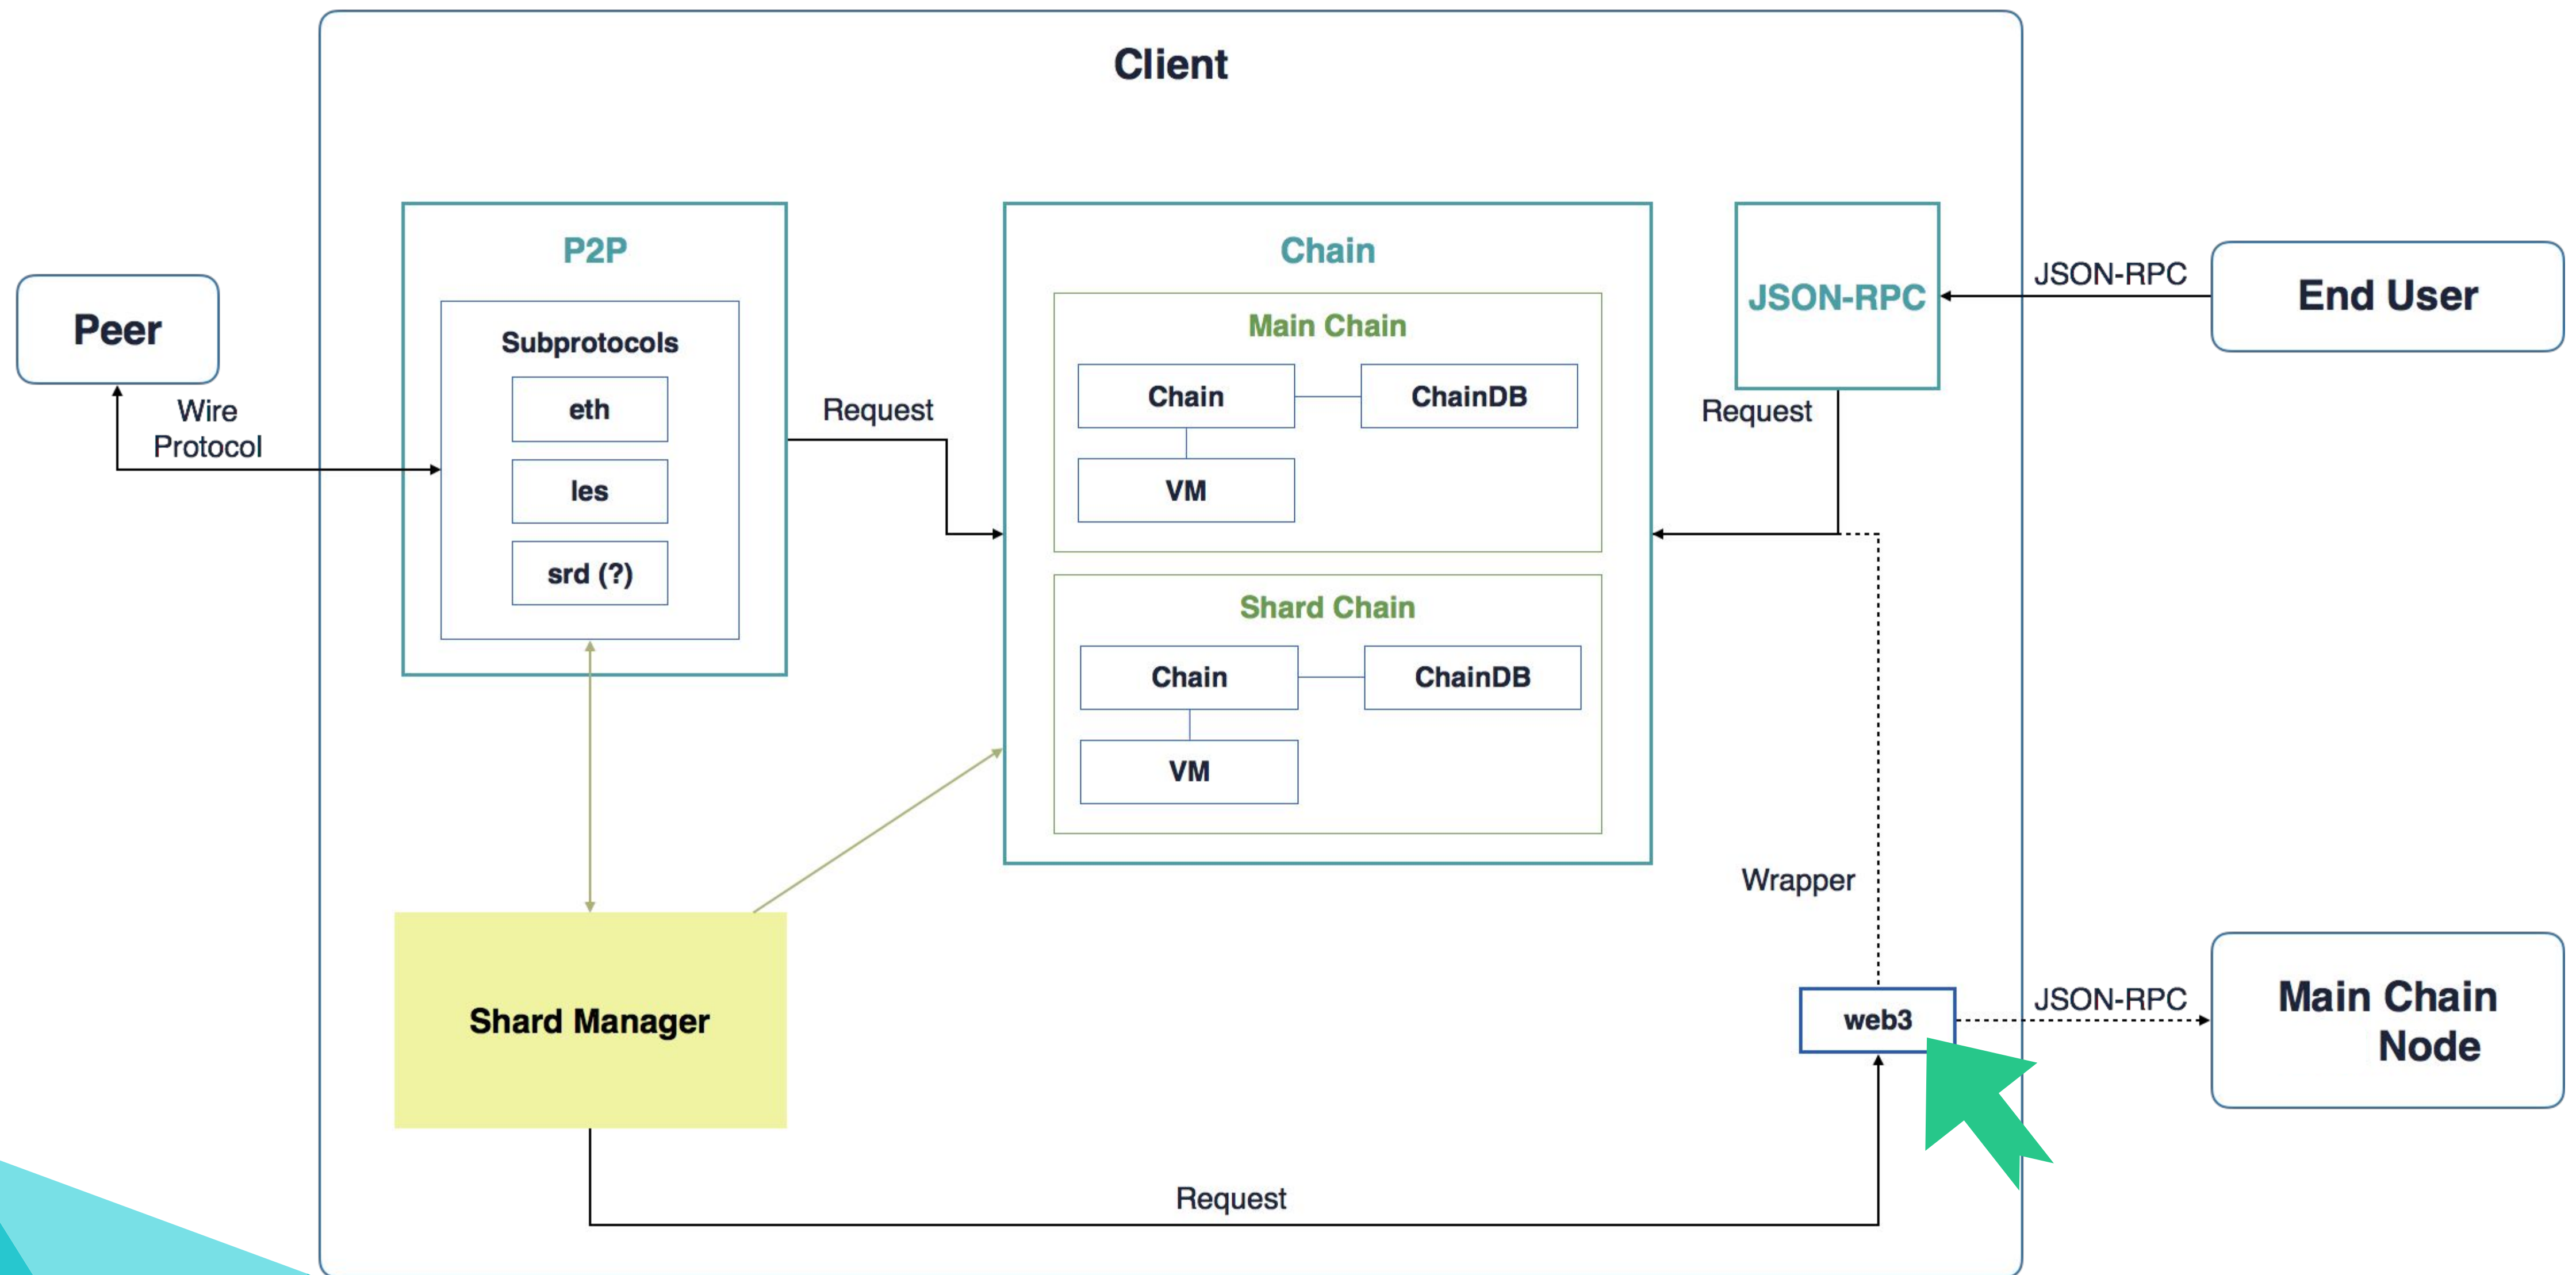 Client
P2P
Subprotocols
eth
les
srd (?)
Peer
Wire
Protocol
Request
Chain
Main Chain
Chain
ChainDB
VM
Shard Chain
Chain
ChainDB
VM
JSON-RPC
Request
JSON-RPC
End User
Wrapper
Shard Manager
web3
JSON-RPC
Main Chain
Node
Request